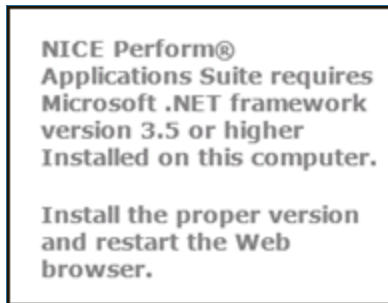 NICE Perform®
Applications Suite requires
Microsoft .NET framework
version 3.5 or higher
Installed on this computer.
Install the proper version
and restart the Web
browser.